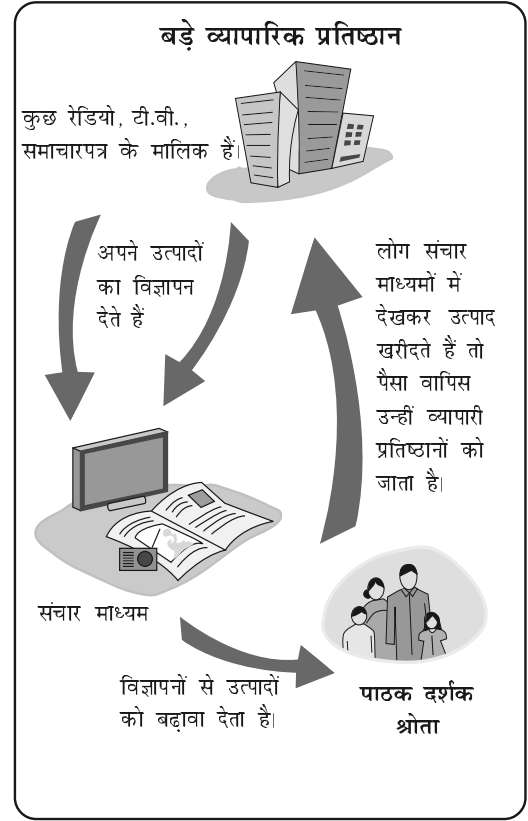 बड़े व्यापारिक प्रतिष्ठान
कुछ रेडियो, टी.वी.,
समाचारपत्र के मालिक हैं।
अपने उत्पादों
का विज्ञापन
देते हैं
लोग संचार
माध्यमों में
देखकर उत्पाद
खरीदते हैं तो
पैसा वापिस
उन्हीं व्यापारी
प्रतिष्ठानों को
जाता है।
संचार माध्यम
विज्ञापनों से उत्पादों
को बढ़ावा देता है।
पाठक दर्शक
श्रोता